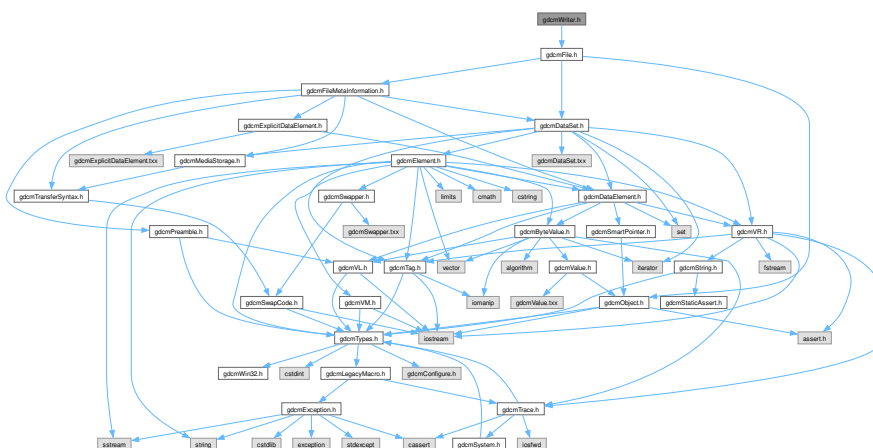 gdcmWriter.h
gdcmFile.h
gdcmFileMetaInformation.h
gdcmExplicitDataElement.h
gdcmDataSet.h
gdcmExplicitDataElement.txx
gdcmMediaStorage.h
gdcmElement.h
gdcmDataSet.txx
gdcmTransferSyntax.h
gdcmSwapper.h
limits
cmath
cstring
gdcmDataElement.h
gdcmPreamble.h
gdcmSwapper.txx
gdcmByteValue.h
gdcmSmartPointer.h
set
gdcmVR.h
gdcmVL.h
gdcmTag.h
vector
algorithm
gdcmValue.h
iterator
gdcmString.h
fstream
gdcmSwapCode.h
gdcmVM.h
iomanip
gdcmValue.txx
gdcmObject.h
gdcmStaticAssert.h
gdcmTypes.h
iostream
assert.h
gdcmWin32.h
cstdint
gdcmLegacyMacro.h
gdcmConfigure.h
gdcmException.h
gdcmTrace.h
sstream
string
cstdlib
exception
stdexcept
cassert
gdcmSystem.h
iosfwd